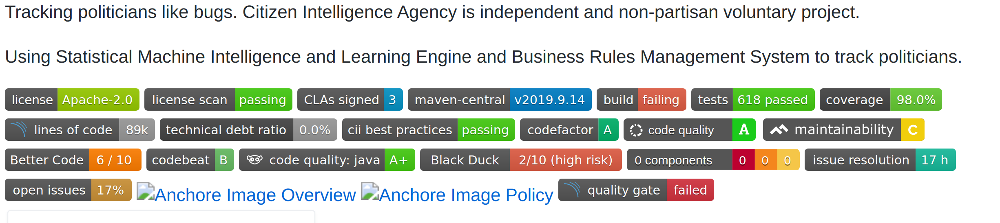 Tracking politicians like bugs. Citizen Intelligence Agency is independent and non-partisan voluntary project.
Using Statistical Machine Intelligence and Learning Engine and Business Rules Management System to track politicians.
license Apache-2.0 license scan passing CLAs signed 3 maven-central v2019.9.14 build failing tests 618 passed coverage 98.0%
lines of code 89k technical debt ratio 0.0% cii best practices passing codefactor A code quality A maintainability C
Better Code 6 / 10 codebeat B code quality: java A+ Black Duck 2/10 (high risk) 0 components 0 0 0 issue resolution 17 h
open issues 17% Anchore Image Overview Anchore Image Policy quality gate failed